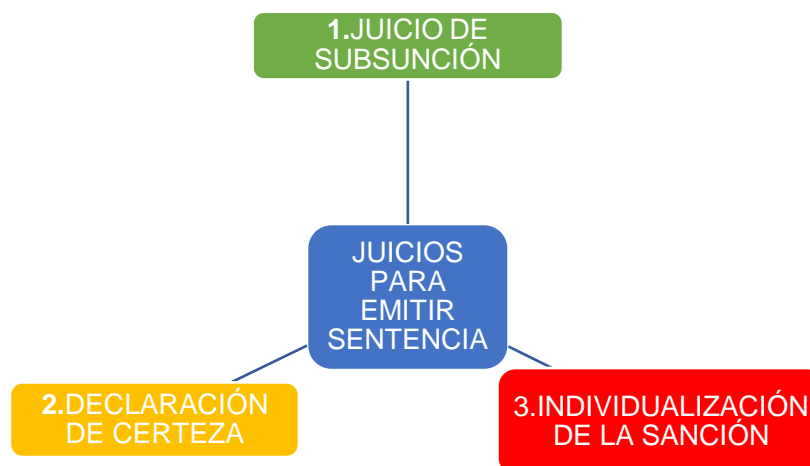 1.JUICIO DE
SUBSUNCIÓN
JUICIOS
PARA
EMITIR
SENTENCIA
2.DECLARACIÓN
DE CERTEZA
3.INDIVIDUALIZACIÓN
DE LA SANCIÓN